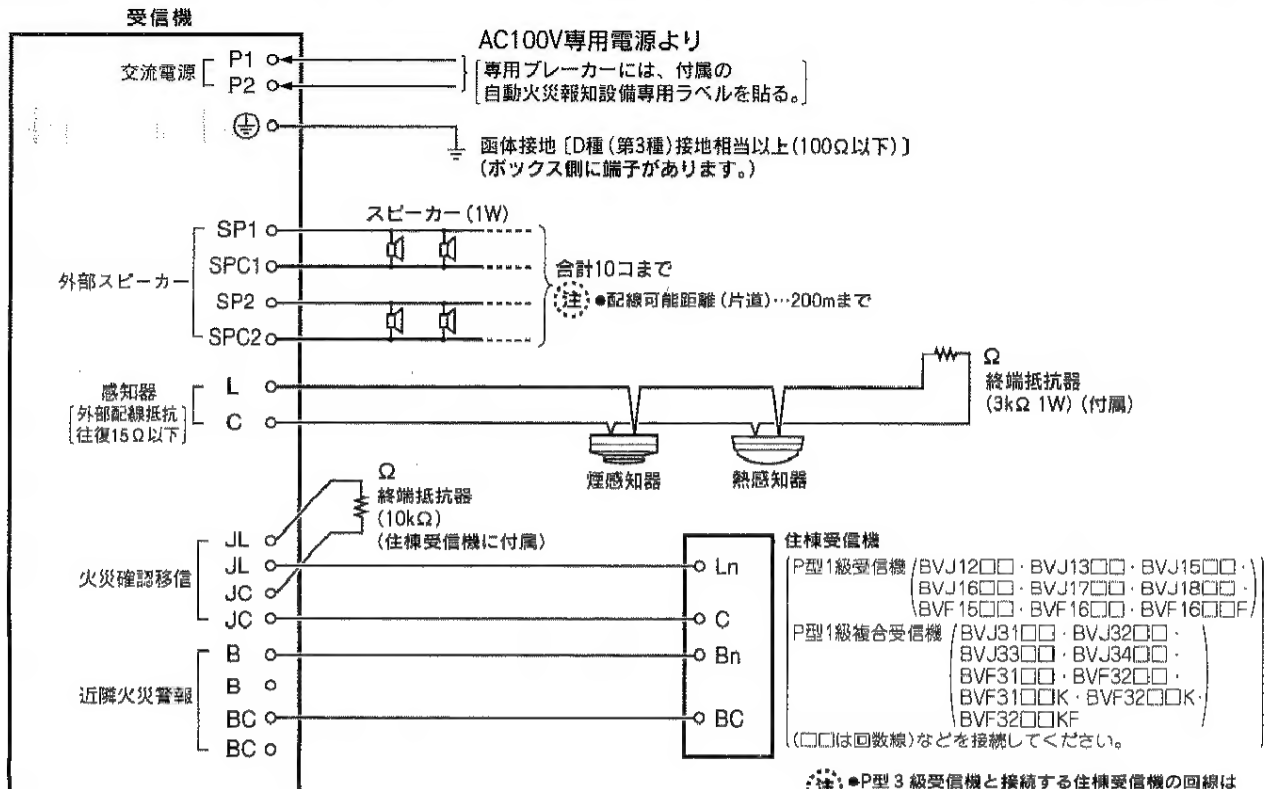 受信機
交流電源
P1
P2
AC100V専用電源より
専用ブレーカーには、付属の
自動火災報知設備専用ラベルを貼る。
函体接地〔D種(第3種)接地相当以上(100Ω以下)〕
(ボックス側に端子があります。)
外部スピーカー
SP1
SPC1
SP2
SPC2
スピーカー(1W)
合計10コまで
注 ●配線可能距離(片道)…200mまで
感知器
外部配線抵抗
往復15Ω以下
L
C
煙感知器
熱感知器
Ω
終端抵抗器
(3kΩ 1W)(付属)
Ω
終端抵抗器
(10kΩ)
(住棟受信機に付属)
火災確認移信
JL
JL
JC
JC
近隣火災警報
B
B
BC
BC
Ln
C
Bn
BC
住棟受信機
P型1級受信機
BVJ12□□・BVJ13□□・BVJ15□□・
BVJ16□□・BVJ17□□・BVJ18□□・
BVF15□□・BVF16□□・BVF16□□F
P型1級複合受信機
BVJ31□□・BVJ32□□・
BVJ33□□・BVJ34□□・
BVF31□□・BVF32□□・
BVF31□□K・BVF32□□K・
BVF32□□KF
(□□は回数線)などを接続してください。
注 ●P型3級受信機と接続する住棟受信機の回線は